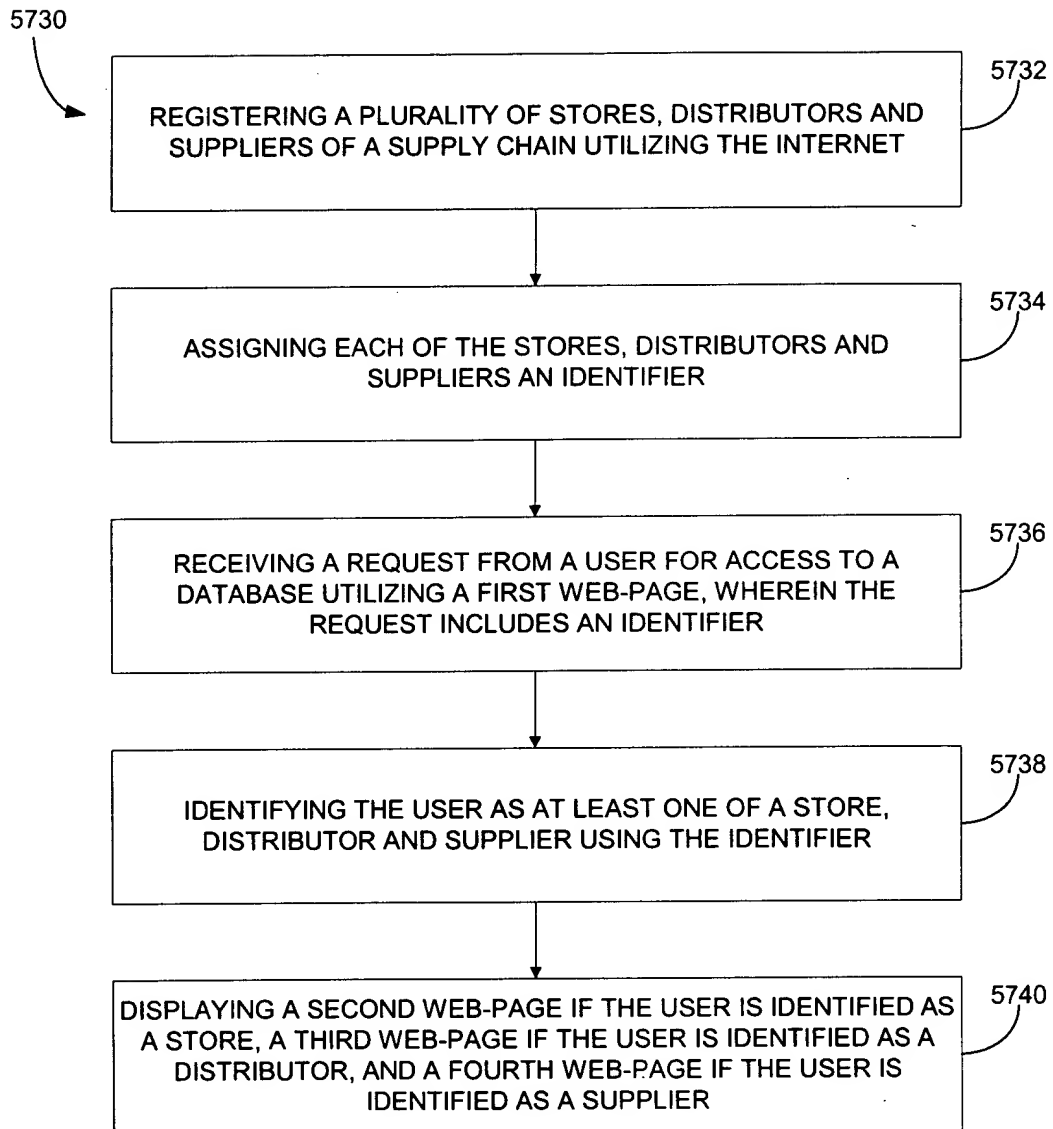 5730
5732
REGISTERING A PLURALITY OF STORES, DISTRIBUTORS AND
SUPPLIERS OF A SUPPLY CHAIN UTILIZING THE INTERNET
5734
ASSIGNING EACH OF THE STORES, DISTRIBUTORS AND
SUPPLIERS AN IDENTIFIER
5736
RECEIVING A REQUEST FROM A USER FOR ACCESS TO A
DATABASE UTILIZING A FIRST WEB-PAGE, WHEREIN THE
REQUEST INCLUDES AN IDENTIFIER
5738
IDENTIFYING THE USER AS AT LEAST ONE OF A STORE,
DISTRIBUTOR AND SUPPLIER USING THE IDENTIFIER
5740
DISPLAYING A SECOND WEB-PAGE IF THE USER IS IDENTIFIED AS
A STORE, A THIRD WEB-PAGE IF THE USER IS IDENTIFIED AS A
DISTRIBUTOR, AND A FOURTH WEB-PAGE IF THE USER IS
IDENTIFIED AS A SUPPLIER